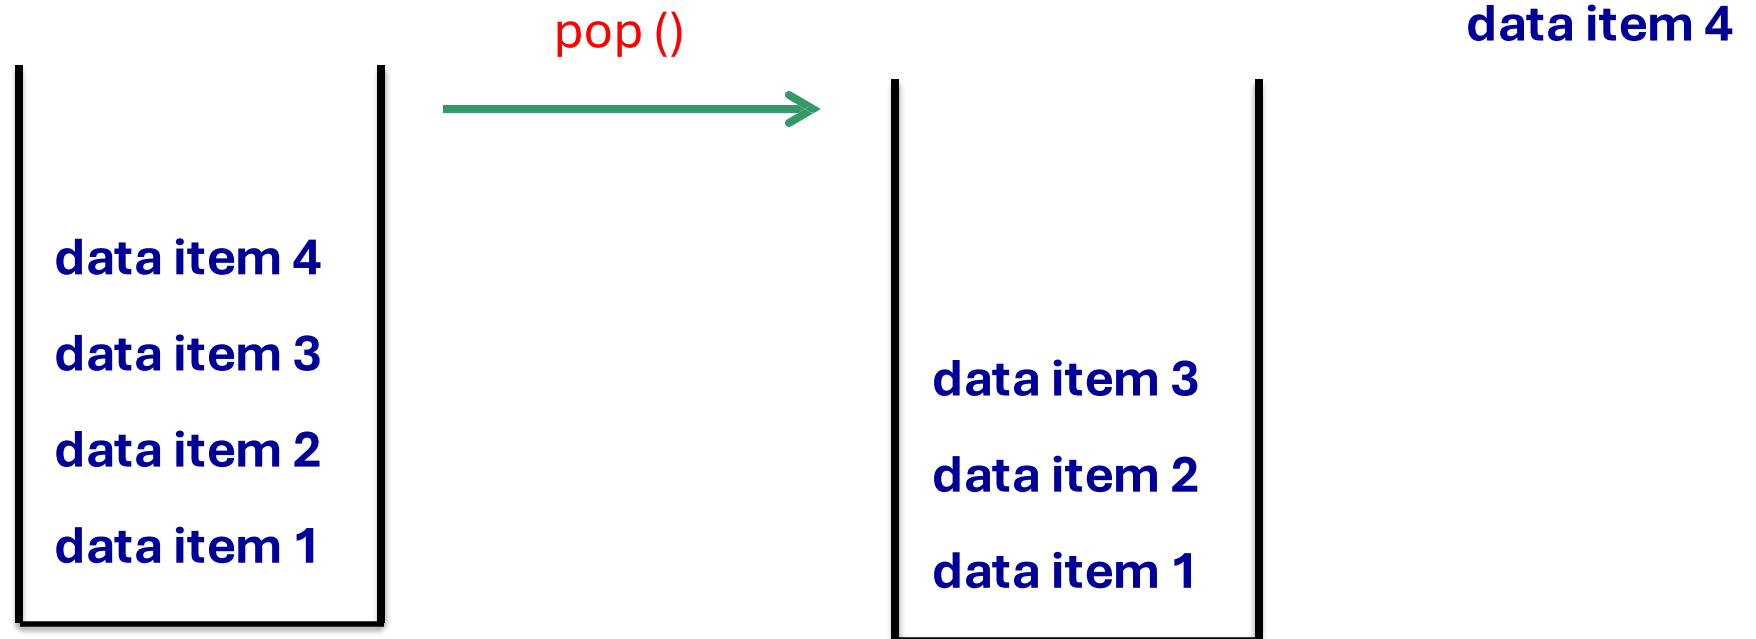 pop ()
data item 4
data item 4
data item 3
data item 2
data item 1
data item 3
data item 2
data item 1